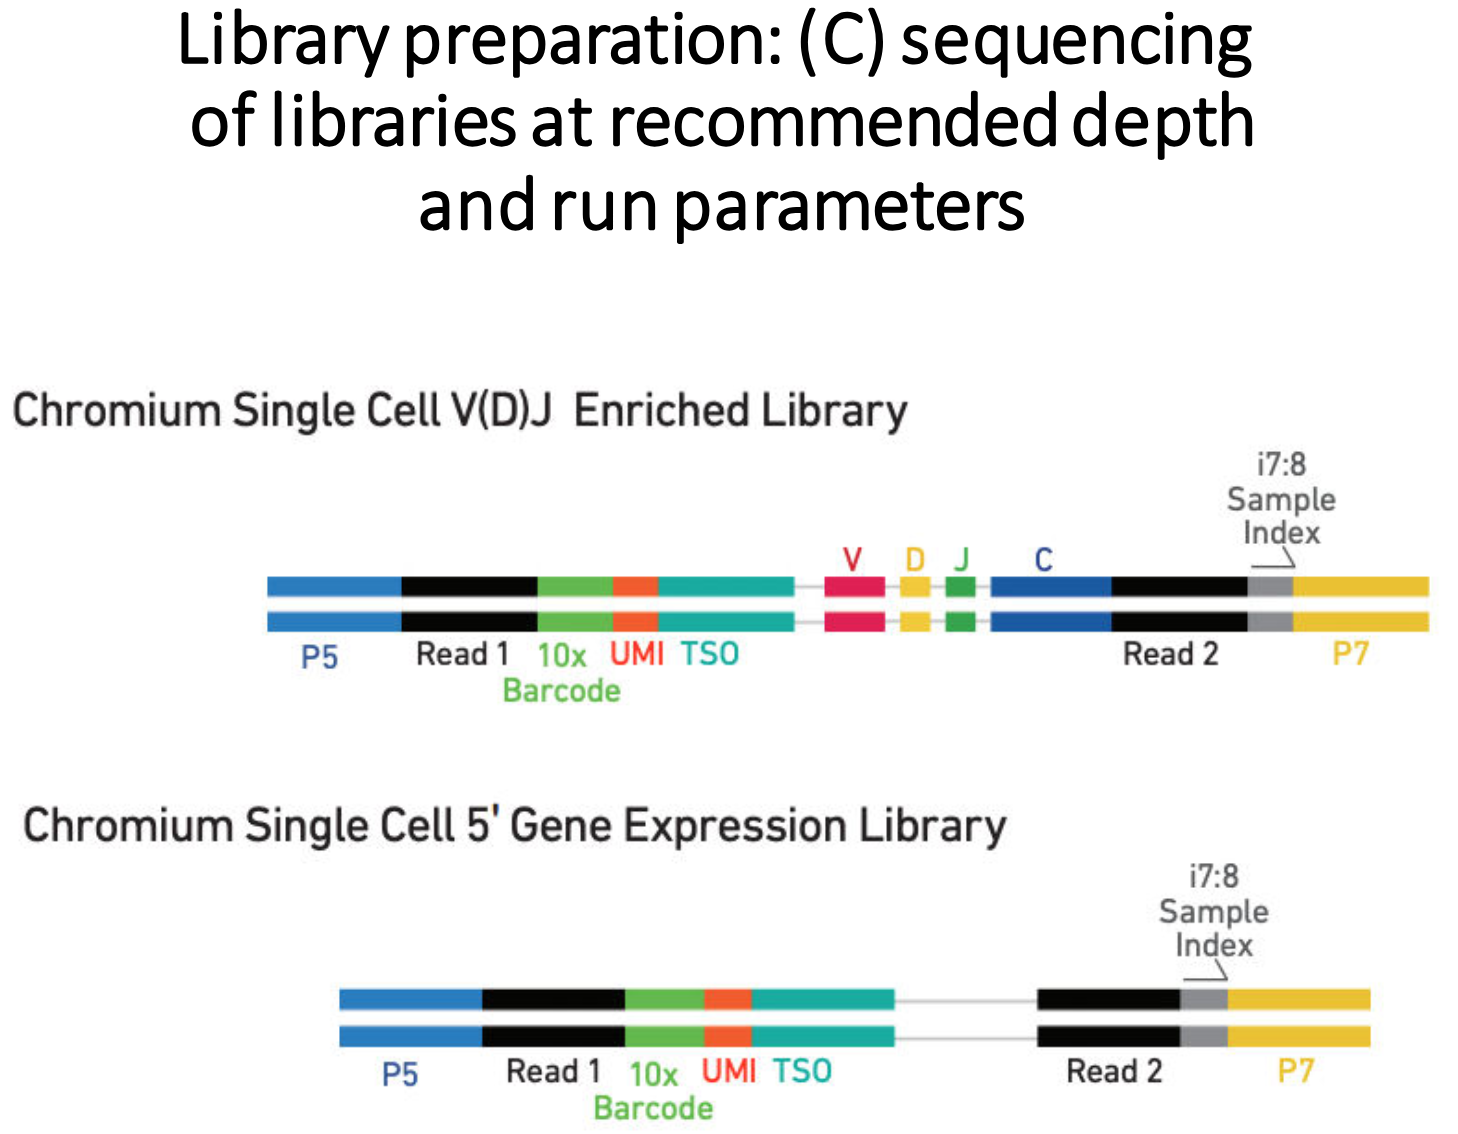 Library preparation: (C) sequencing
of libraries at recommended depth
and run parameters
Chromium Single Cell V(D)J Enriched Library
i7:8
Sample
Index
V D J C
P5 Read 1 10x UMI TSO Read 2 P7
Barcode
Chromium Single Cell 5' Gene Expression Library
i7:8
Sample
Index
P5 Read 1 10x UMI TSO Read 2 P7
Barcode